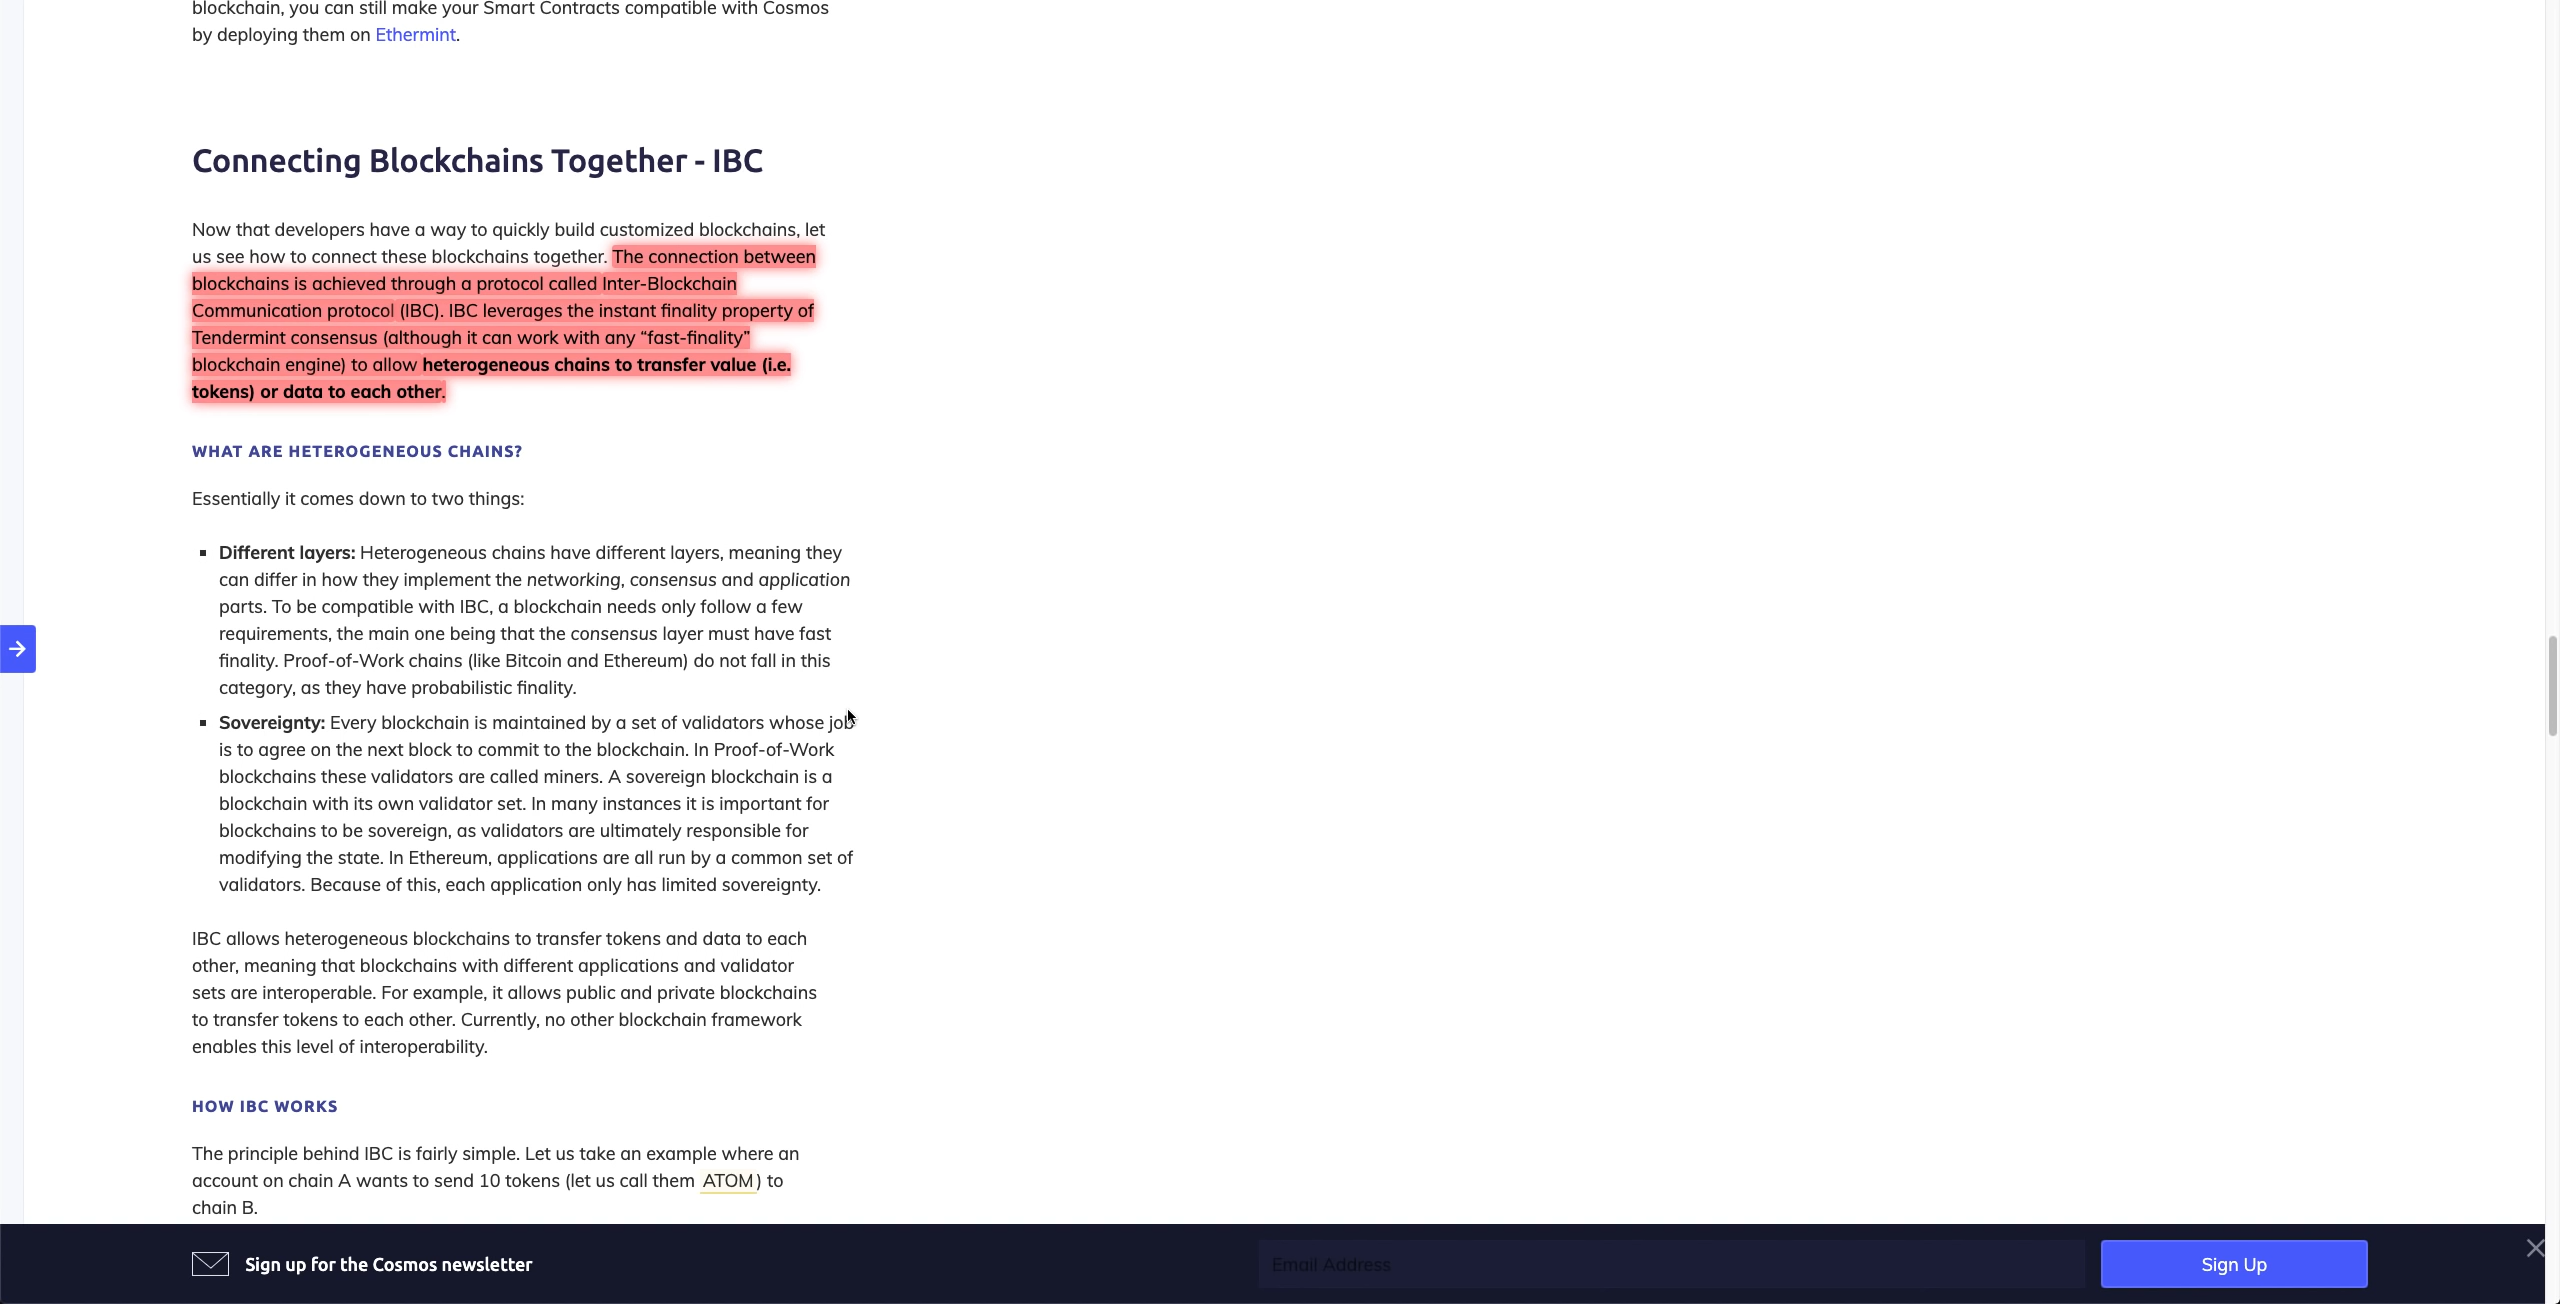 blockchain, you can still make your Smart Contracts compatible with Cosmos
by deploying them on Ethermint.
Connecting Blockchains Together - IBC
Now that developers have a way to quickly build customized blockchains, let
us see how to connect these blockchains together. The connection between
blockchains is achieved through a protocol called Inter-Blockchain
Communication protocol (IBC). IBC leverages the instant finality property of
Tendermint consensus (although it can work with any “fast-finality”
blockchain engine) to allow heterogeneous chains to transfer value (i.e.
tokens) or data to each other.
WHAT ARE HETEROGENEOUS CHAINS?
Essentially it comes down to two things:
▪ Different layers: Heterogeneous chains have different layers, meaning they
can differ in how they implement the networking, consensus and application
parts. To be compatible with IBC, a blockchain needs only follow a few
requirements, the main one being that the consensus layer must have fast
finality. Proof-of-Work chains (like Bitcoin and Ethereum) do not fall in this
category, as they have probabilistic finality.
▪ Sovereignty: Every blockchain is maintained by a set of validators whose job
is to agree on the next block to commit to the blockchain. In Proof-of-Work
blockchains these validators are called miners. A sovereign blockchain is a
blockchain with its own validator set. In many instances it is important for
blockchains to be sovereign, as validators are ultimately responsible for
modifying the state. In Ethereum, applications are all run by a common set of
validators. Because of this, each application only has limited sovereignty.
IBC allows heterogeneous blockchains to transfer tokens and data to each
other, meaning that blockchains with different applications and validator
sets are interoperable. For example, it allows public and private blockchains
to transfer tokens to each other. Currently, no other blockchain framework
enables this level of interoperability.
HOW IBC WORKS
The principle behind IBC is fairly simple. Let us take an example where an
account on chain A wants to send 10 tokens (let us call them ATOM) to
chain B.
Sign up for the Cosmos newsletter
Email Address
Sign Up